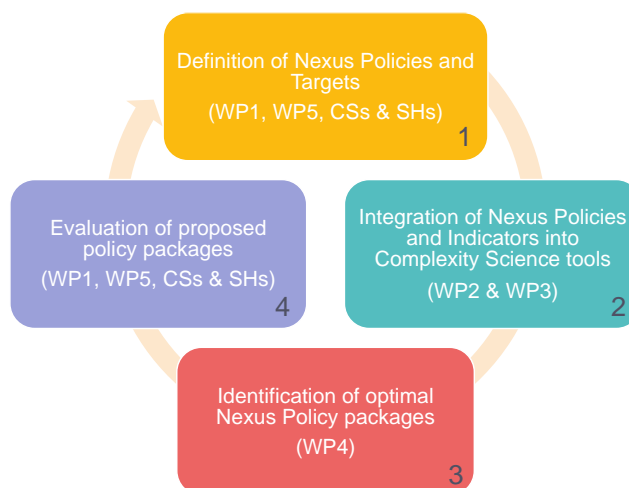 Definition of Nexus Policies and
Targets
(WP1, WP5, CSs & SHs)
1
Integration of Nexus Policies
and Indicators into
Complexity Science tools
(WP2 & WP3)
2
Identification of optimal
Nexus Policy packages
(WP4)
3
Evaluation of proposed
policy packages
(WP1, WP5, CSs & SHs)
4